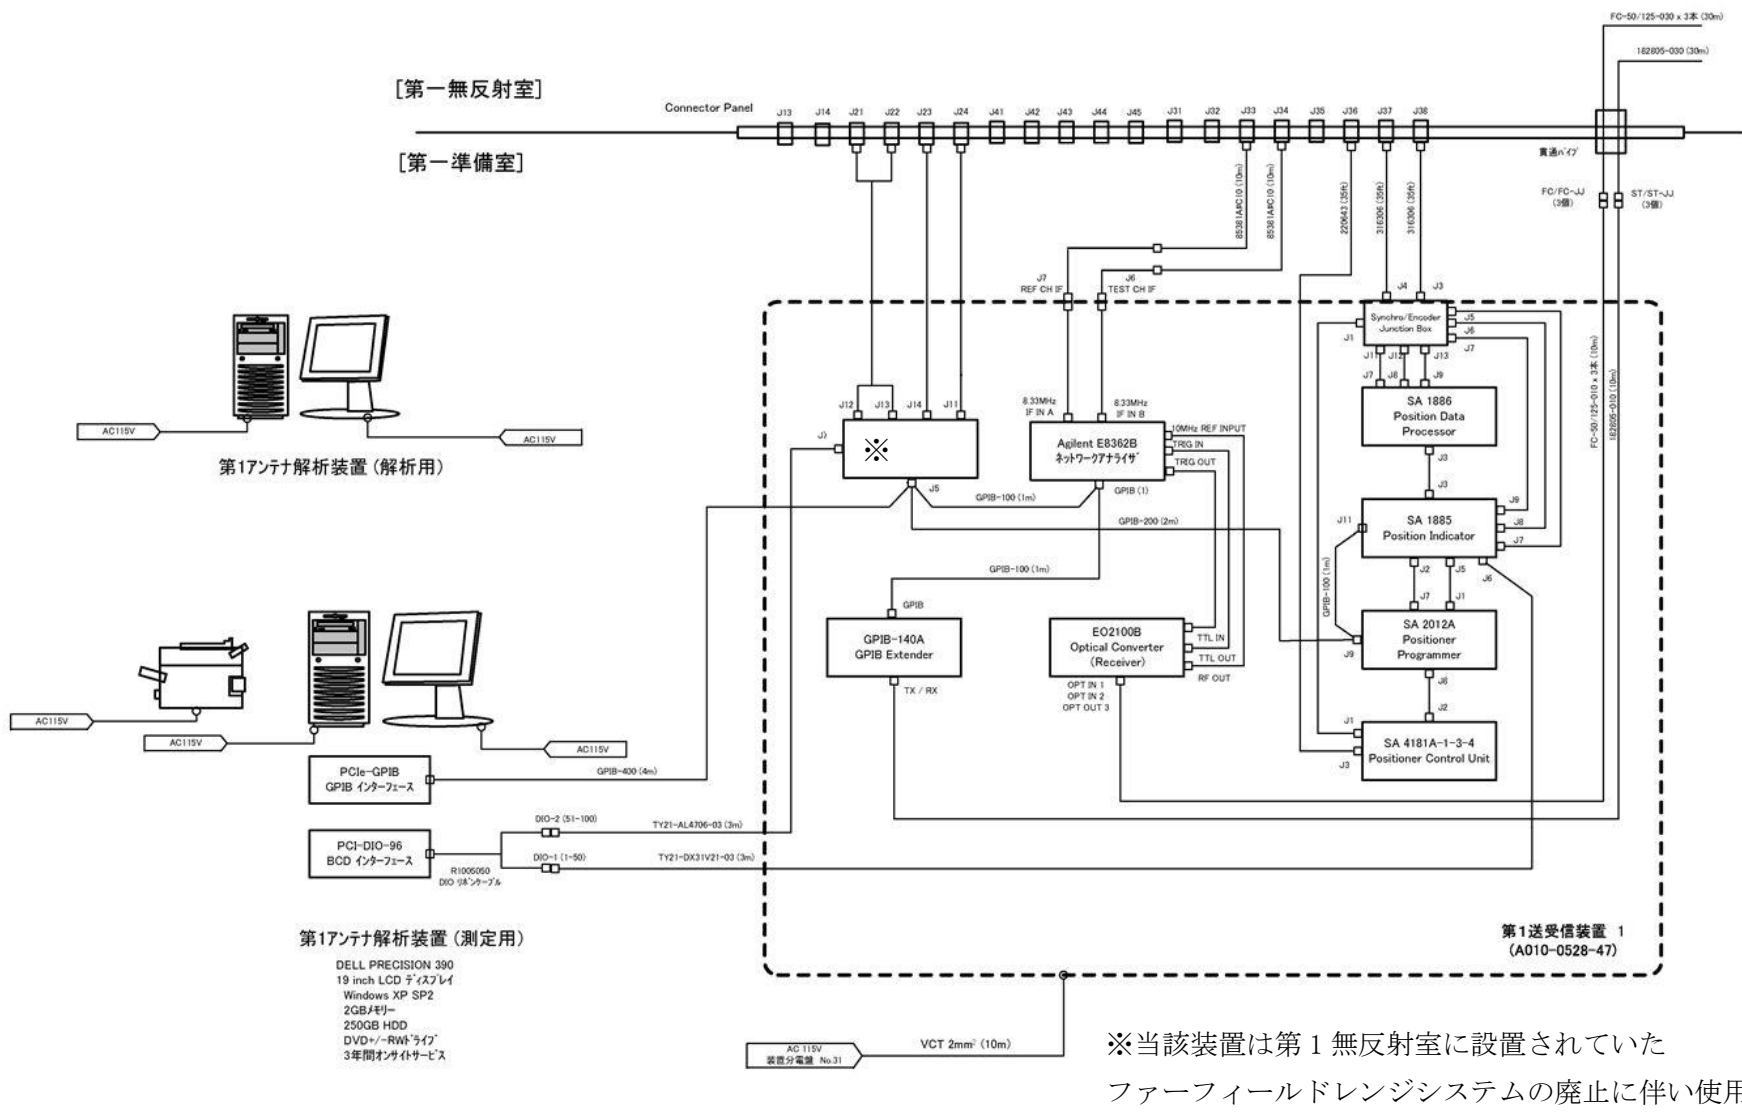 FC-50/125-030 x 3本 (30m)
182805-030 (30m)
[第一無反射室]
Connector Panel
J13 J14 J21 J22 J23 J24 J41 J42 J43 J44 J45 J31 J32 J33 J34 J35 J36 J37 J38
[第一準備室]
貫通パイプ
FC/FC-JJ
(3個)
ST/ST-JJ
(3個)
85381A#C10 (10m)
85381A#C10 (10m)
220643 (35ft)
316306 (35ft)
316306 (35ft)
J7
REF CH IF
J6
TEST CH IF
J4 J3
Synchro/Encoder
Junction Box
J1
J5
J6
J7
J11 J12 J13
J7 J8 J9
SA 1886
Position Data
Processor
J3
J3
FC-50/125-010 x 3本 (10m)
182805-010 (10m)
AC115V
AC115V
第1アンテナ解析装置 (解析用)
J12 J13 J14 J11
J7
※
J5
8.33MHz
IF IN A
8.33MHz
IF IN B
Agilent E8362B
ネットワークアナライザ
10MHz REF INPUT
TRIG IN
TRIG OUT
GPIB (1)
GPIB-100 (1m)
GPIB-200 (2m)
GPIB-100 (1m)
J11
SA 1885
Position Indicator
J9
J8
J7
J2 J5 J6
GPIB-100 (1m)
J7 J1
SA 2012A
Positioner
Programmer
J9
J6
J2
J1
SA 4181A-1-3-4
Positioner Control Unit
J3
GPIB
GPIB-140A
GPIB Extender
TX / RX
EO2100B
Optical Converter
(Receiver)
TTL IN
TTL OUT
RF OUT
OPT IN 1
OPT IN 2
OPT OUT 3
AC115V
AC115V
AC115V
PCIe-GPIB
GPIB インターフェース
GPIB-400 (4m)
PCI-DIO-96
BCD インターフェース
DIO-2 (51-100)
TY21-AL4706-03 (3m)
DIO-1 (1-50)
TY21-DX31V21-03 (3m)
R1005050
DIO リボンケーブル
第1アンテナ解析装置 (測定用)
DELL PRECISION 390
19 inch LCD ディスプレイ
Windows XP SP2
2GBメモリー
250GB HDD
DVD+/-RWドライブ
3年間オンサイトサービス
第1送受信装置 1
(A010-0528-47)
AC 115V
装置分電盤 No.31
VCT 2mm² (10m)
※当該装置は第1無反射室に設置されていた
ファーフィールドレンジシステムの廃止に伴い使用